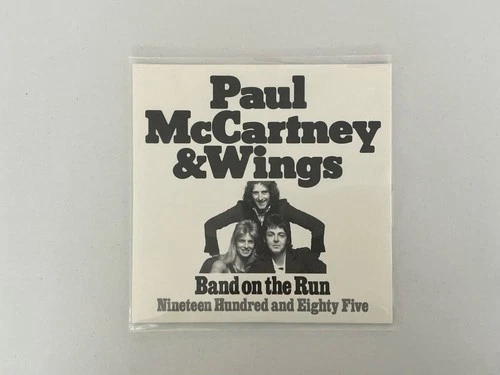 Paul
McCartney
&Wings
Band on the Run
Nineteen Hundred and Eighty Five